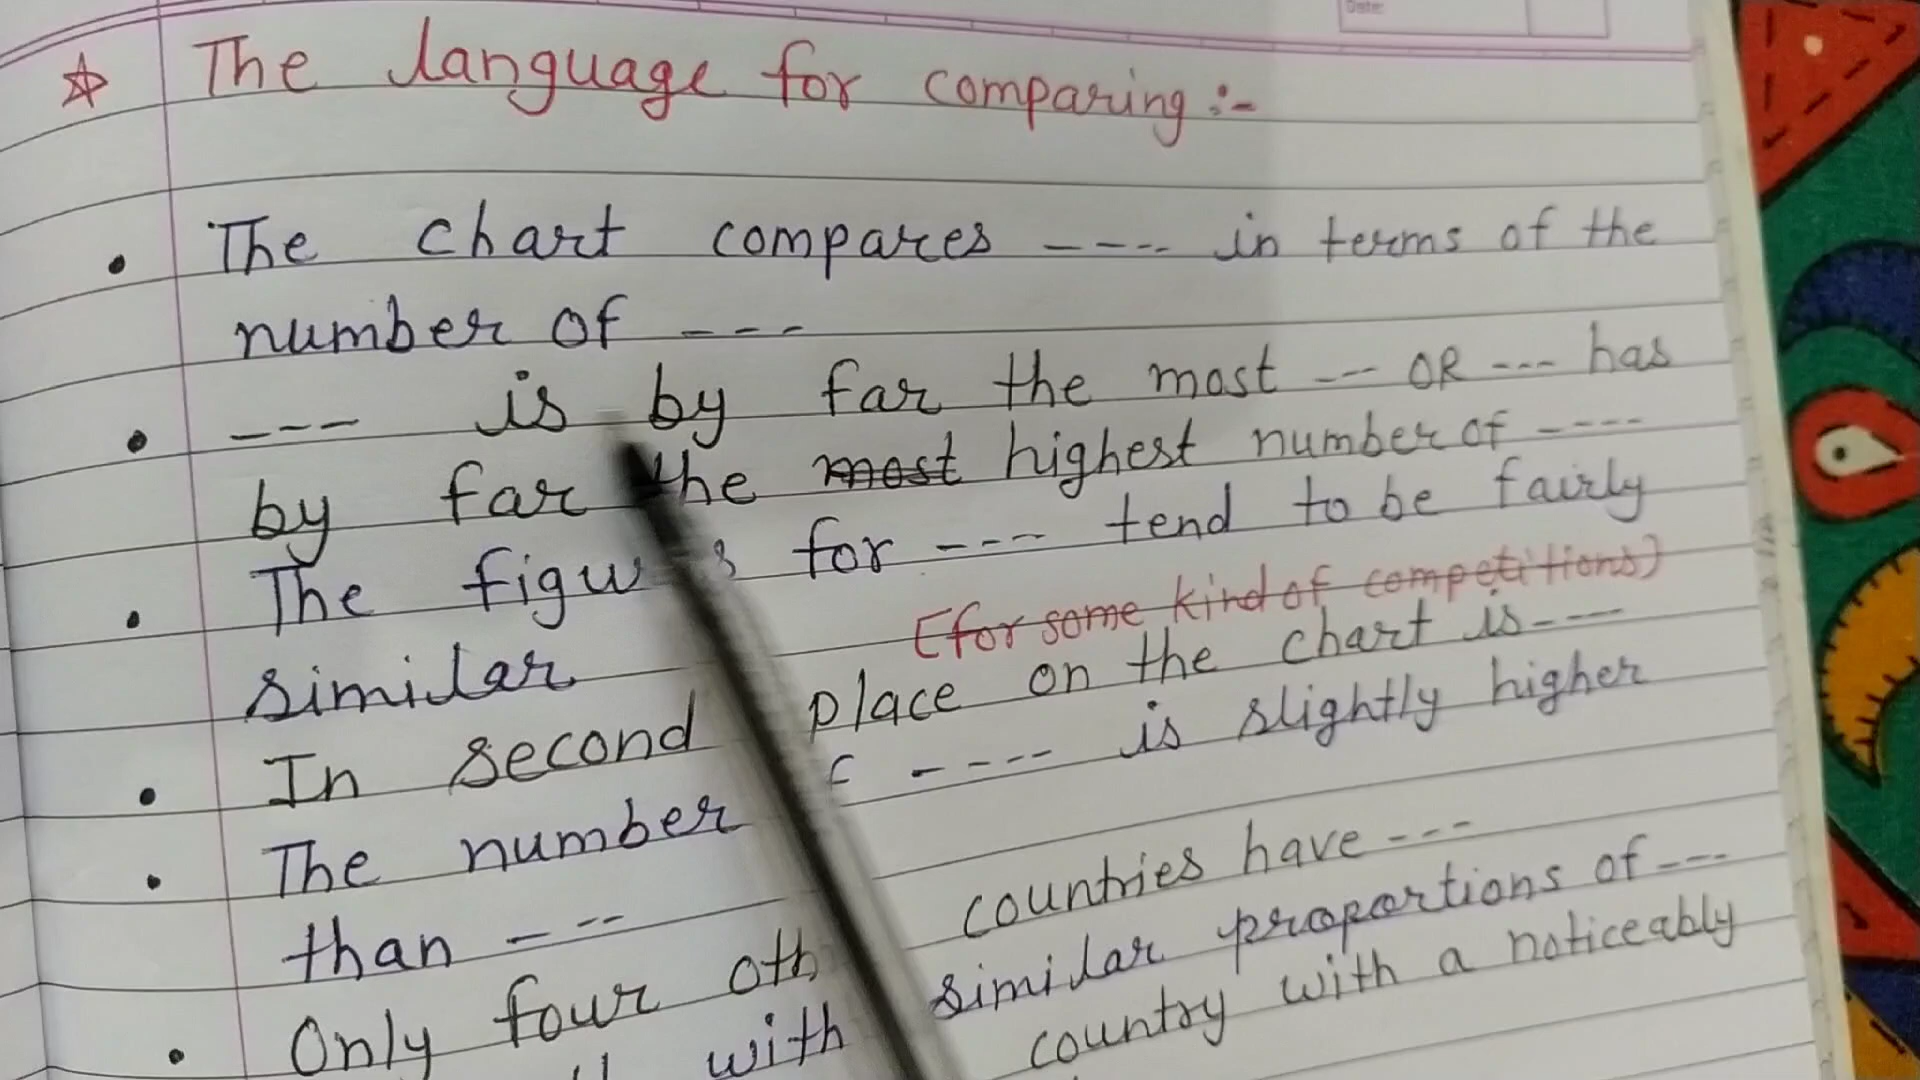 Date:
The language for comparing :-
The chart compares ---- in terms of the
number of ---
--- is by far the most --- OR --- has
by far the most highest number of ----
The for --- tend to be fairly
(for some kind of competitions)
similar
In second place on the chart is ---
The number ---- is slightly higher
than ---
Only four countries have ---
with similar proportions of ---
country with a noticeably